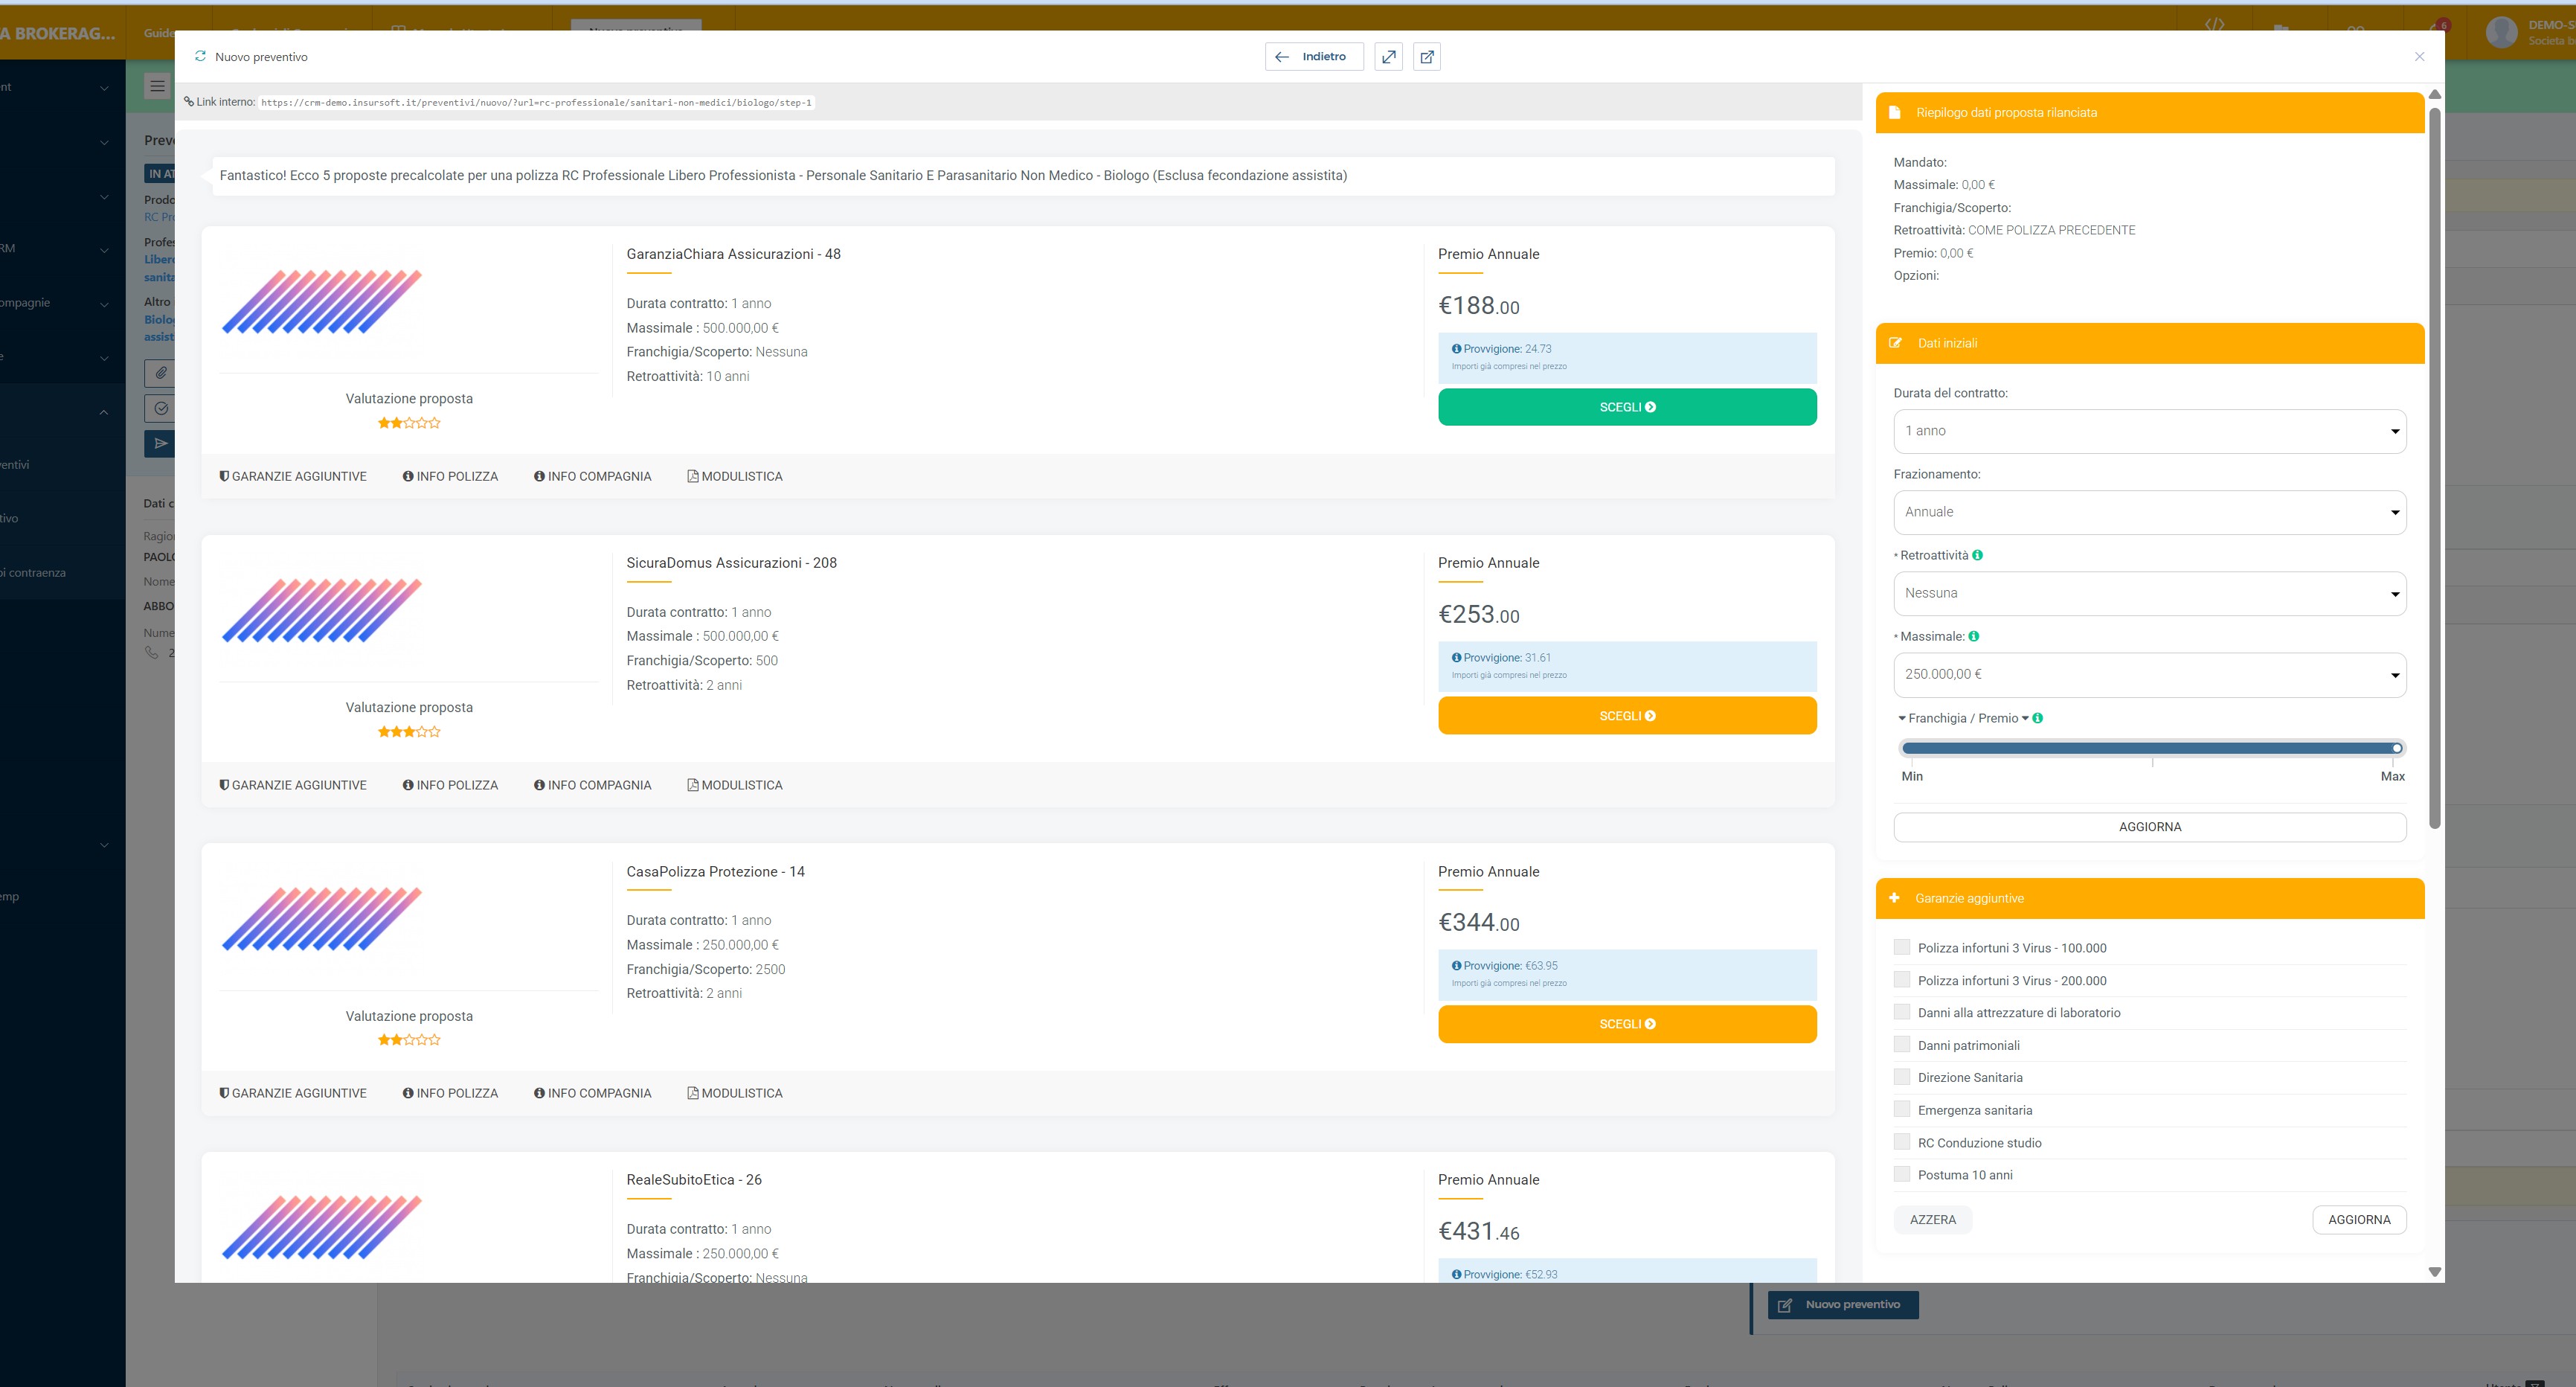 A BROKERAG...
Guide
6
DEMO-S
Nuovo preventivo
Indietro
Link interno: https://crm-demo.insursoft.it/preventivi/nuovo/?url=rc-professionale/sanitari-non-medici/biologo/step-1
Fantastico! Ecco 5 proposte precalcolate per una polizza RC Professionale Libero Professionista - Personale Sanitario E Parasanitario Non Medico - Biologo (Esclusa fecondazione assistita)
GaranziaChiara Assicurazioni - 48
Durata contratto: 1 anno
Massimale : 500.000,00 €
Franchigia/Scoperto: Nessuna
Retroattività: 10 anni
Valutazione proposta
Premio Annuale
€188.00
Provvigione: 24.73
Importi già compresi nel prezzo
SCEGLI
GARANZIE AGGIUNTIVE INFO POLIZZA INFO COMPAGNIA MODULISTICA
SicuraDomus Assicurazioni - 208
Durata contratto: 1 anno
Massimale : 500.000,00 €
Franchigia/Scoperto: 500
Retroattività: 2 anni
Valutazione proposta
Premio Annuale
€253.00
Provvigione: 31.61
Importi già compresi nel prezzo
SCEGLI
GARANZIE AGGIUNTIVE INFO POLIZZA INFO COMPAGNIA MODULISTICA
CasaPolizza Protezione - 14
Durata contratto: 1 anno
Massimale : 250.000,00 €
Franchigia/Scoperto: 2500
Retroattività: 2 anni
Valutazione proposta
Premio Annuale
€344.00
Provvigione: €63.95
Importi già compresi nel prezzo
SCEGLI
GARANZIE AGGIUNTIVE INFO POLIZZA INFO COMPAGNIA MODULISTICA
RealeSubitoEtica - 26
Durata contratto: 1 anno
Massimale : 250.000,00 €
Franchigia/Scoperto: Nessuna
Premio Annuale
€431.46
Provvigione: €52.93
Riepilogo dati proposta rilanciata
Mandato:
Massimale: 0,00 €
Franchigia/Scoperto:
Retroattività: COME POLIZZA PRECEDENTE
Premio: 0,00 €
Opzioni:
Dati iniziali
Durata del contratto:
1 anno
Frazionamento:
Annuale
* Retroattività
Nessuna
* Massimale:
250.000,00 €
Franchigia / Premio
Min Max
AGGIORNA
Garanzie aggiuntive
Polizza infortuni 3 Virus - 100.000
Polizza infortuni 3 Virus - 200.000
Danni alla attrezzature di laboratorio
Danni patrimoniali
Direzione Sanitaria
Emergenza sanitaria
RC Conduzione studio
Postuma 10 anni
AZZERA AGGIORNA
Nuovo preventivo